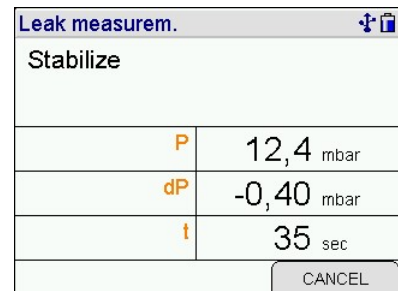 Leak measurem.
Stabilize
P 12,4 mbar
dP -0,40 mbar
t 35 sec
CANCEL